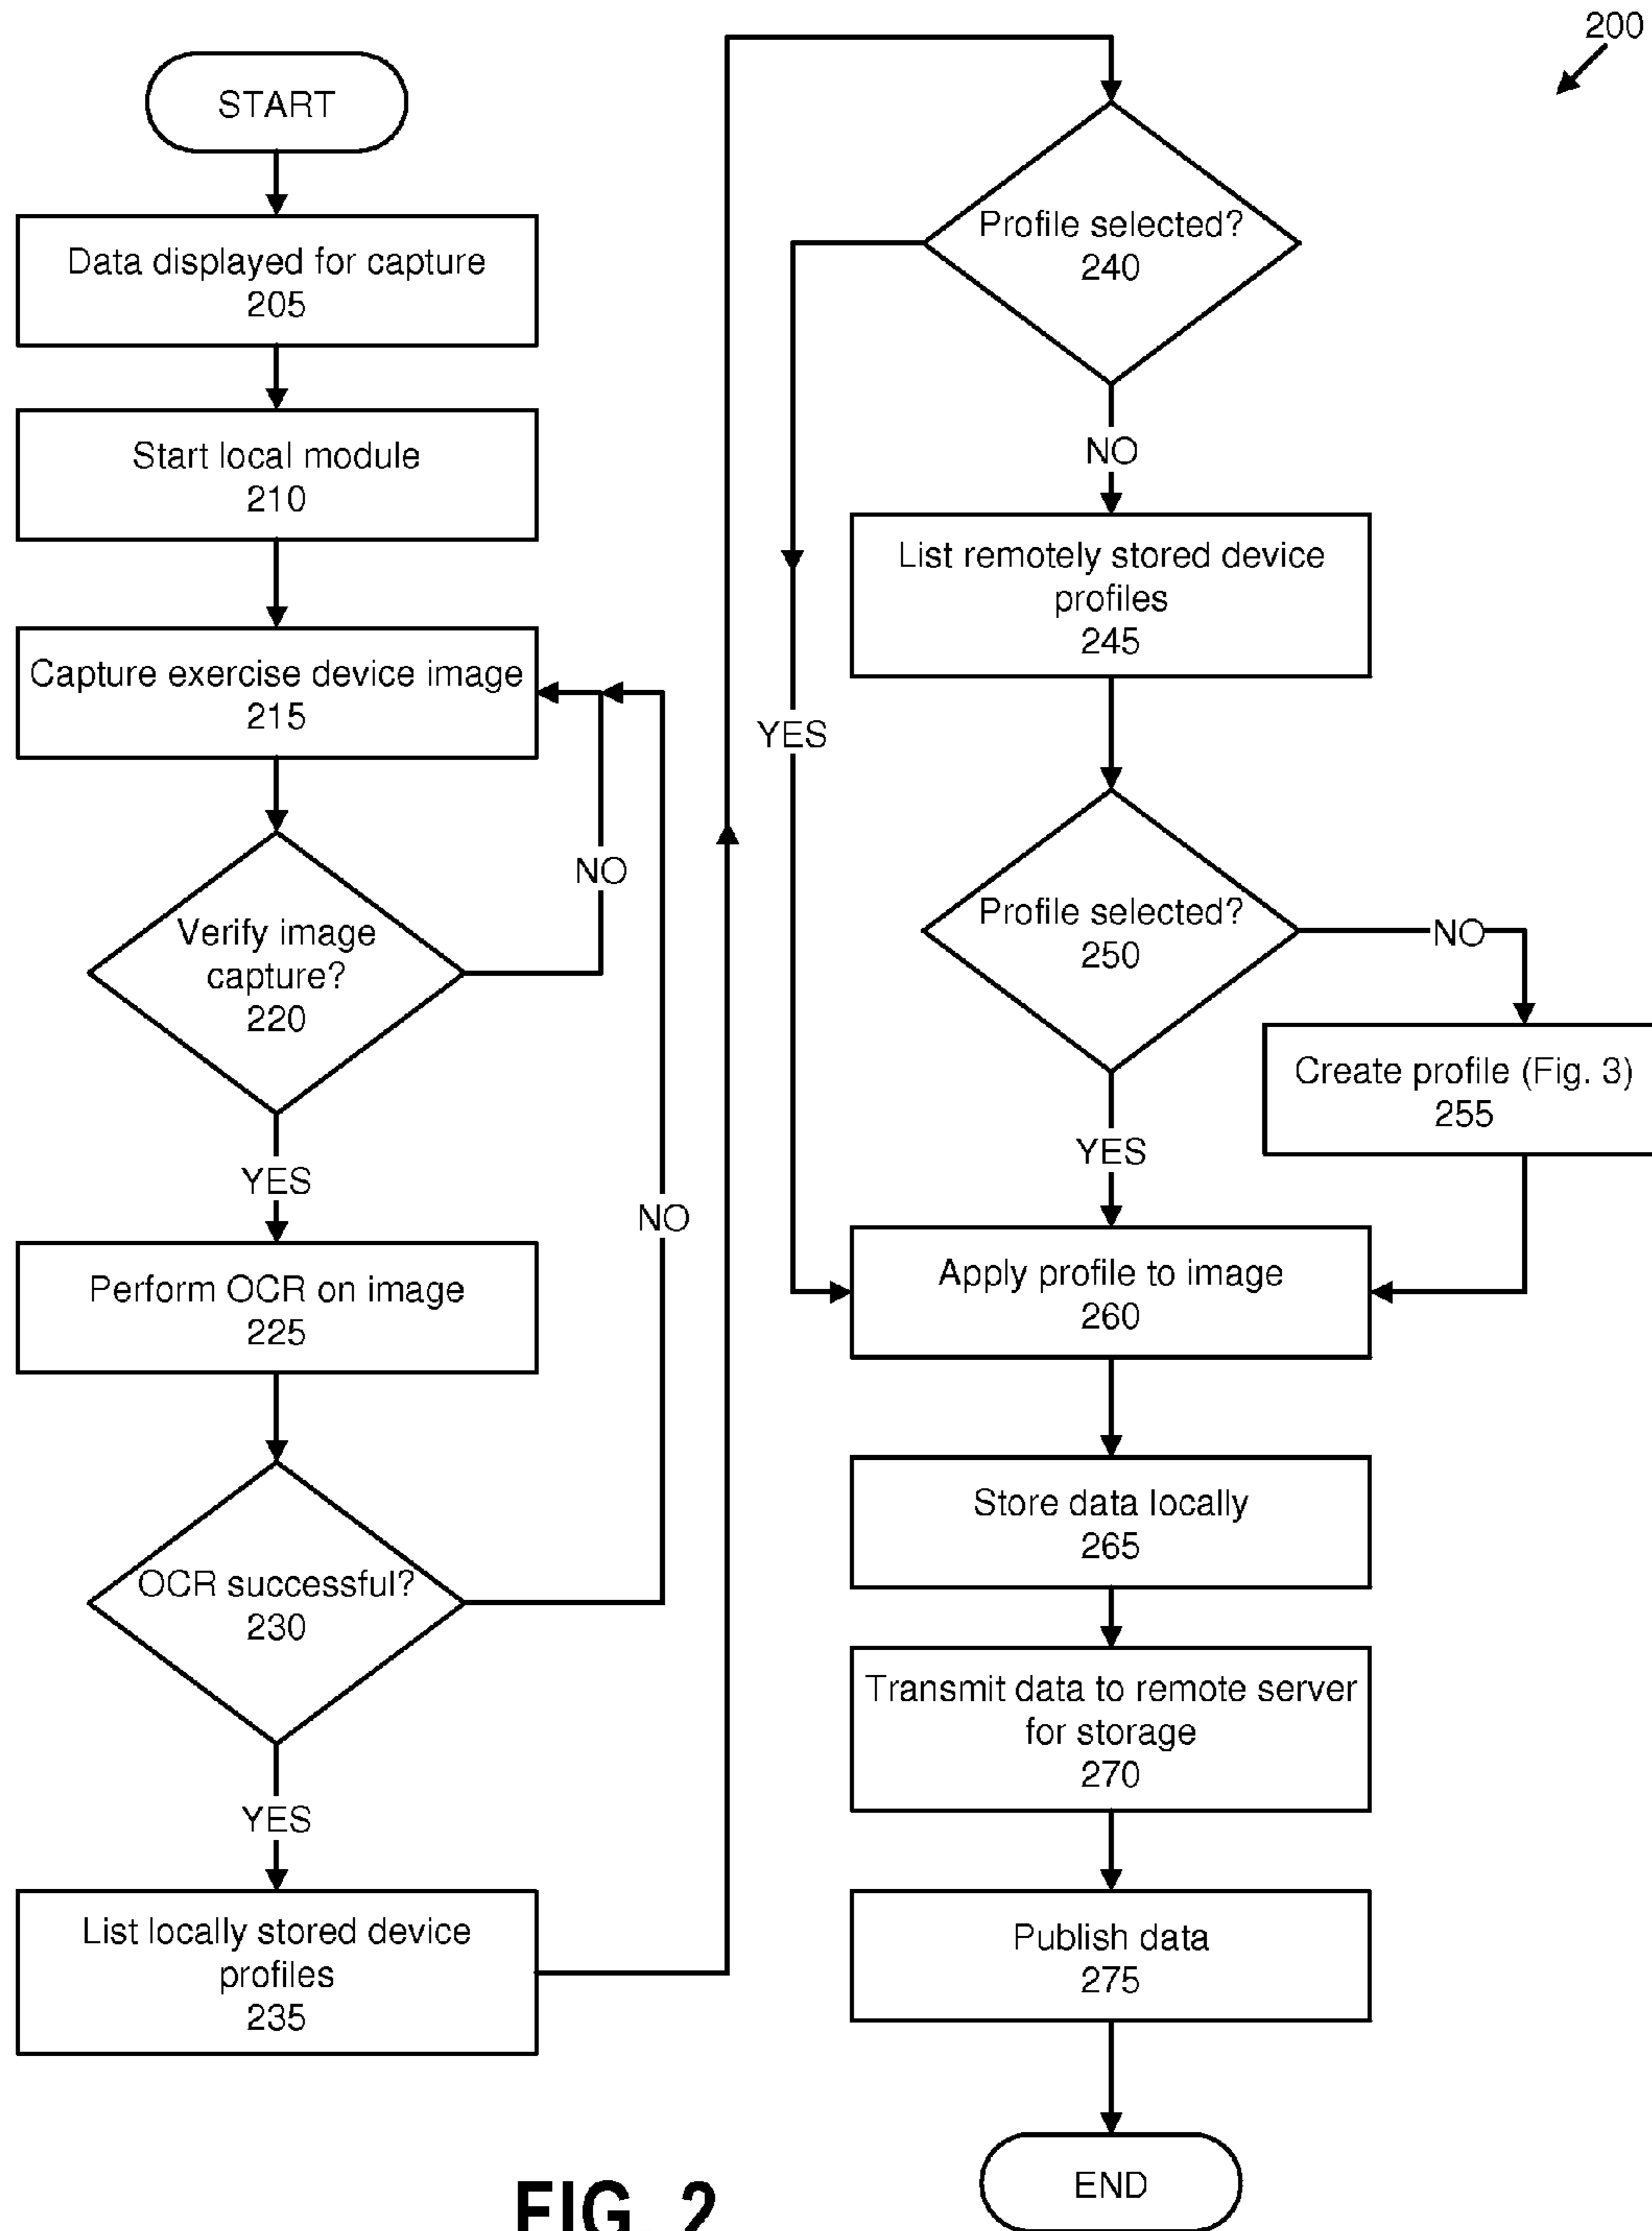 200
START
Data displayed for capture
205
Start local module
210
Capture exercise device image
215
NO
Verify image
capture?
220
YES
Perform OCR on image
225
NO
OCR successful?
230
YES
List locally stored device
profiles
235
Profile selected?
240
NO
YES
List remotely stored device
profiles
245
Profile selected?
250
NO
Create profile (Fig. 3)
255
YES
Apply profile to image
260
Store data locally
265
Transmit data to remote server
for storage
270
Publish data
275
END
FIG. 2